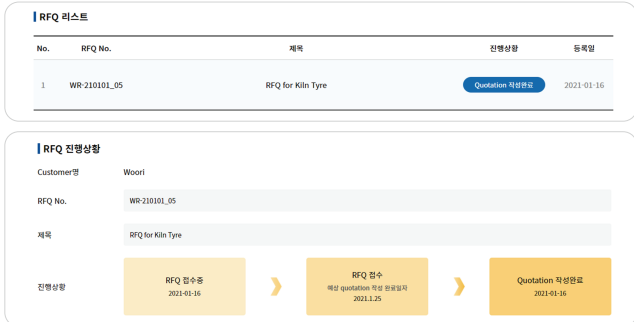 RFQ 리스트
No. RFQ No. 제목 진행상황 등록일
1 WR-210101_05 RFQ for Kiln Tyre Quotation 작성완료 2021-01-16
RFQ 진행상황
Customer명 Woori
RFQ No. WR-210101_05
제목 RFQ for Kiln Tyre
진행상황
RFQ 접수중
2021-01-16
RFQ 접수
예상 quotation 작성 완료일자
2021.1.25
Quotation 작성완료
2021-01-16